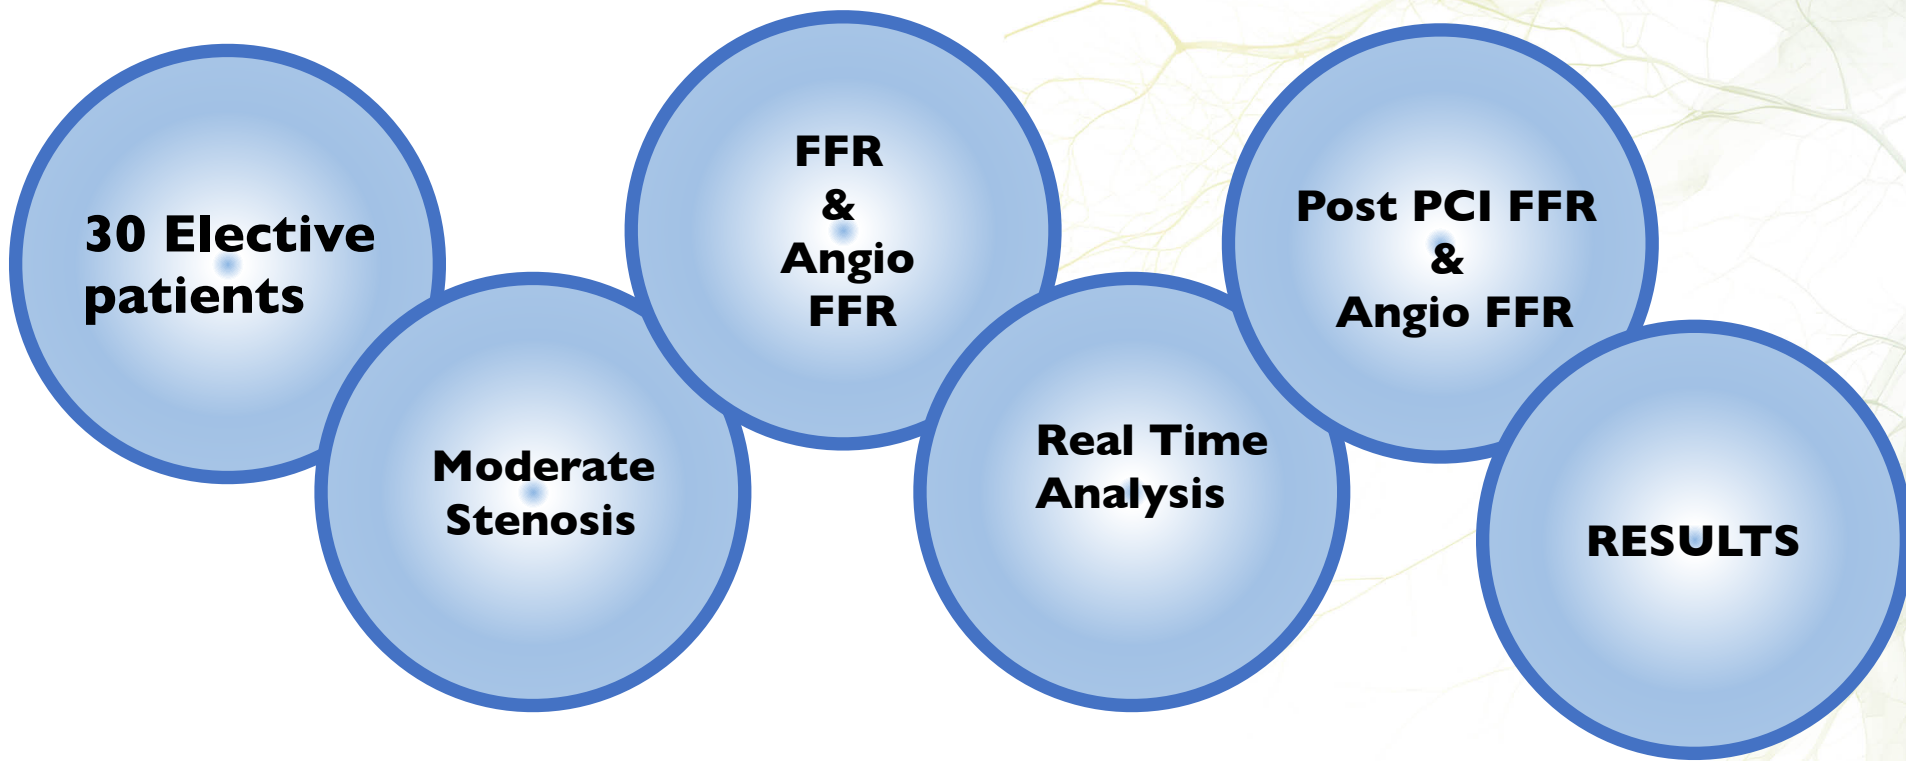 30 Elective
patients
Moderate
Stenosis
FFR
&
Angio
FFR
Real Time
Analysis
Post PCI FFR
&
Angio FFR
RESULTS